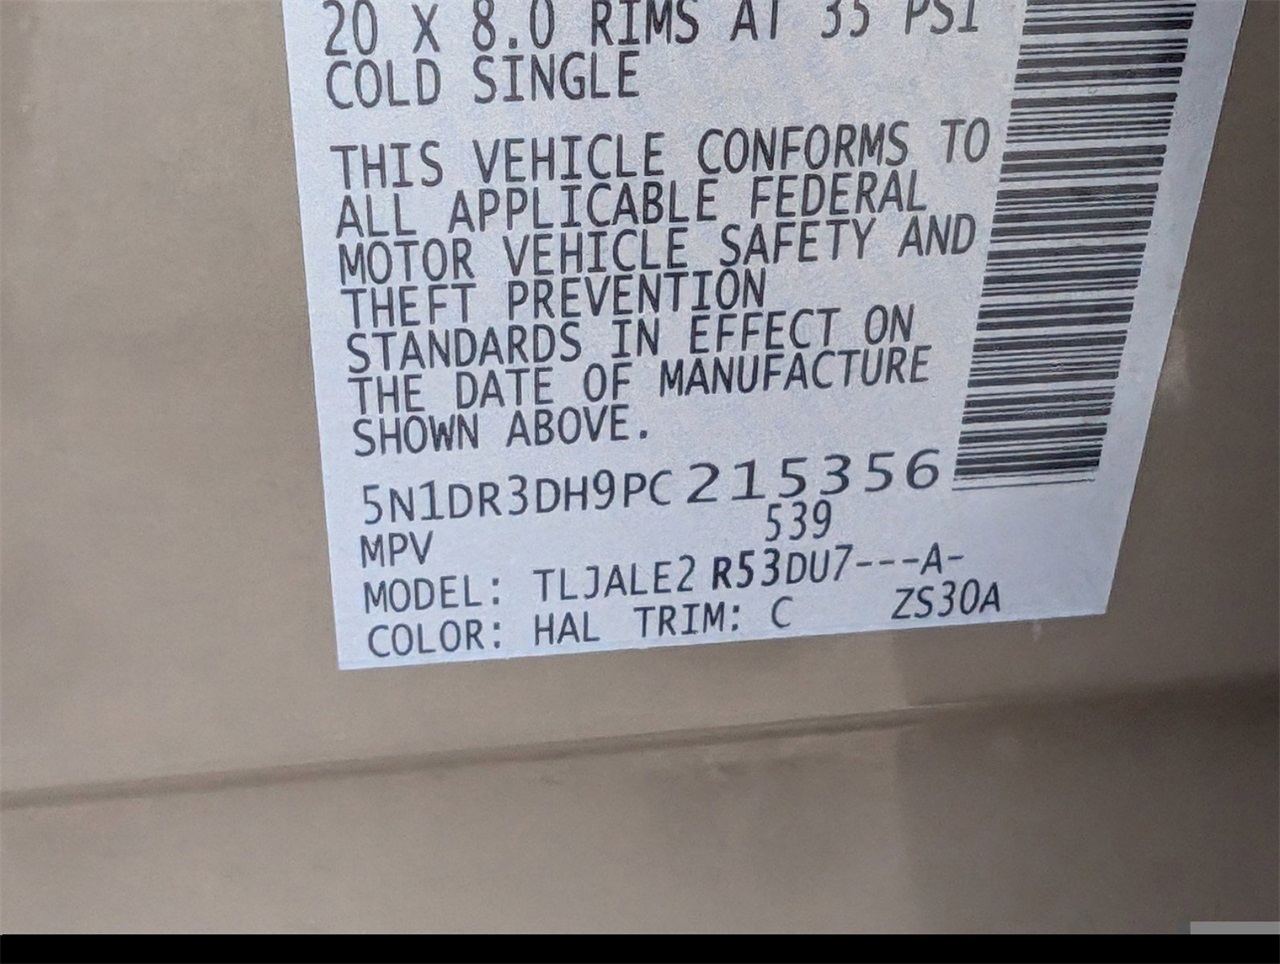 20 X 8.0 RIMS AT 35 PSI
COLD SINGLE
THIS VEHICLE CONFORMS TO
ALL APPLICABLE FEDERAL
MOTOR VEHICLE SAFETY AND
THEFT PREVENTION
STANDARDS IN EFFECT ON
THE DATE OF MANUFACTURE
SHOWN ABOVE.
5N1DR3DH9PC215356
MPV 539
MODEL: TLJALE2 R53DU7---A-
COLOR: HAL TRIM: C ZS30A